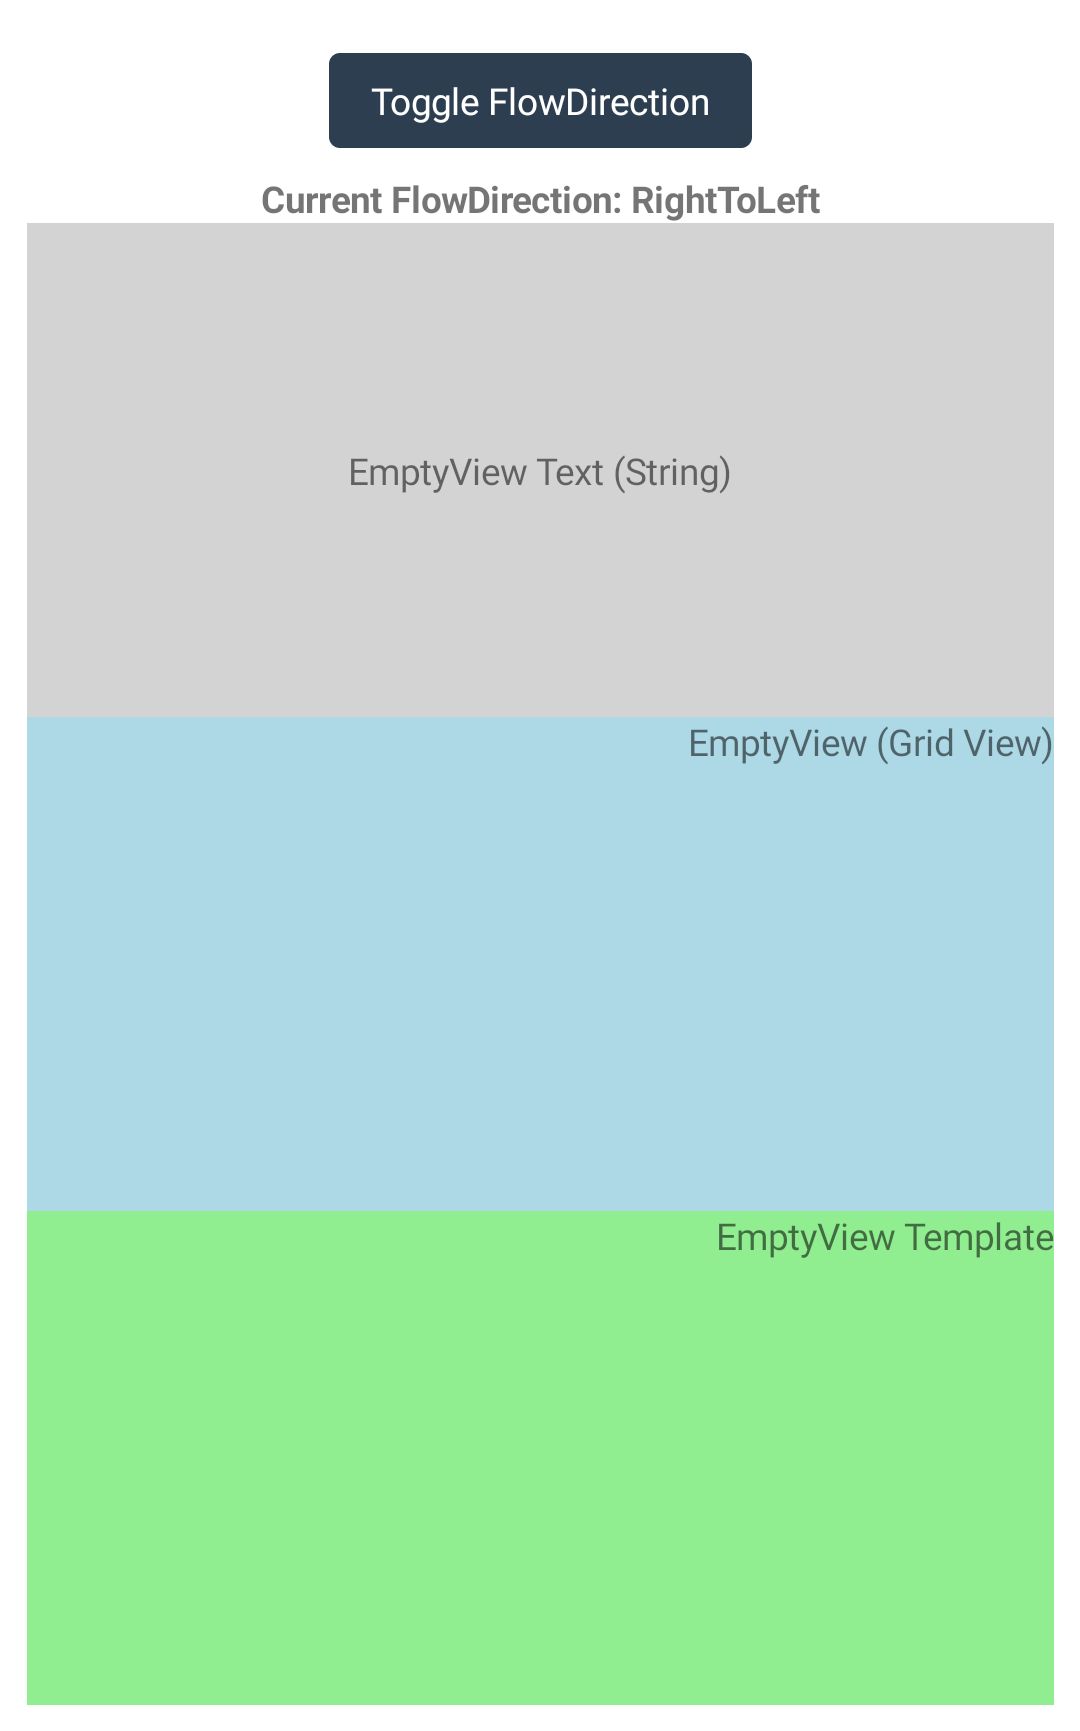 Toggle FlowDirection
Current FlowDirection: RightToLeft
EmptyView Text (String)
EmptyView (Grid View)
EmptyView Template